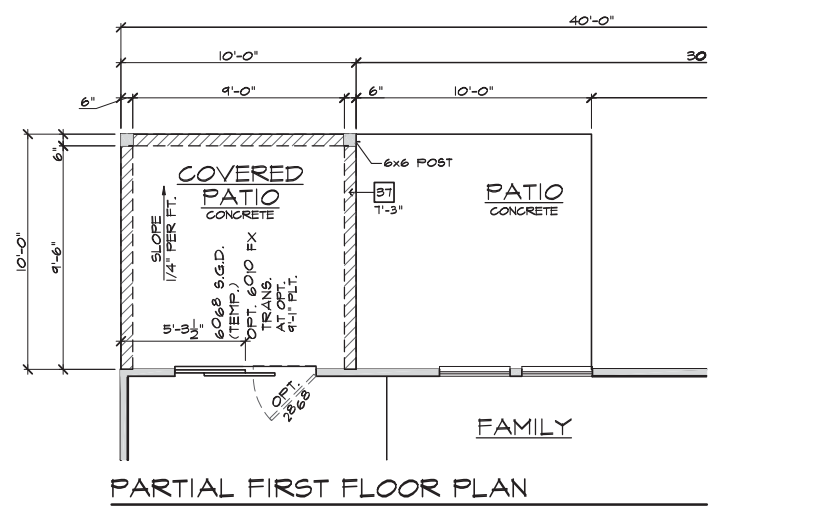 40'-0"
10'-0"
30
6"
9'-0"
6"
10'-0"
6"
6x6 POST
COVERED
PATIO
CONCRETE
37
7'-3"
PATIO
CONCRETE
SLOPE
1/4" PER FT.
10'-0"
9'-6"
6068 S.G.D.
(TEMP.)
OPT. 6010 FX
TRANS.
AT OPT.
9'-1" PLT.
5'-3 1/2"
OPT.
2868
FAMILY
PARTIAL FIRST FLOOR PLAN